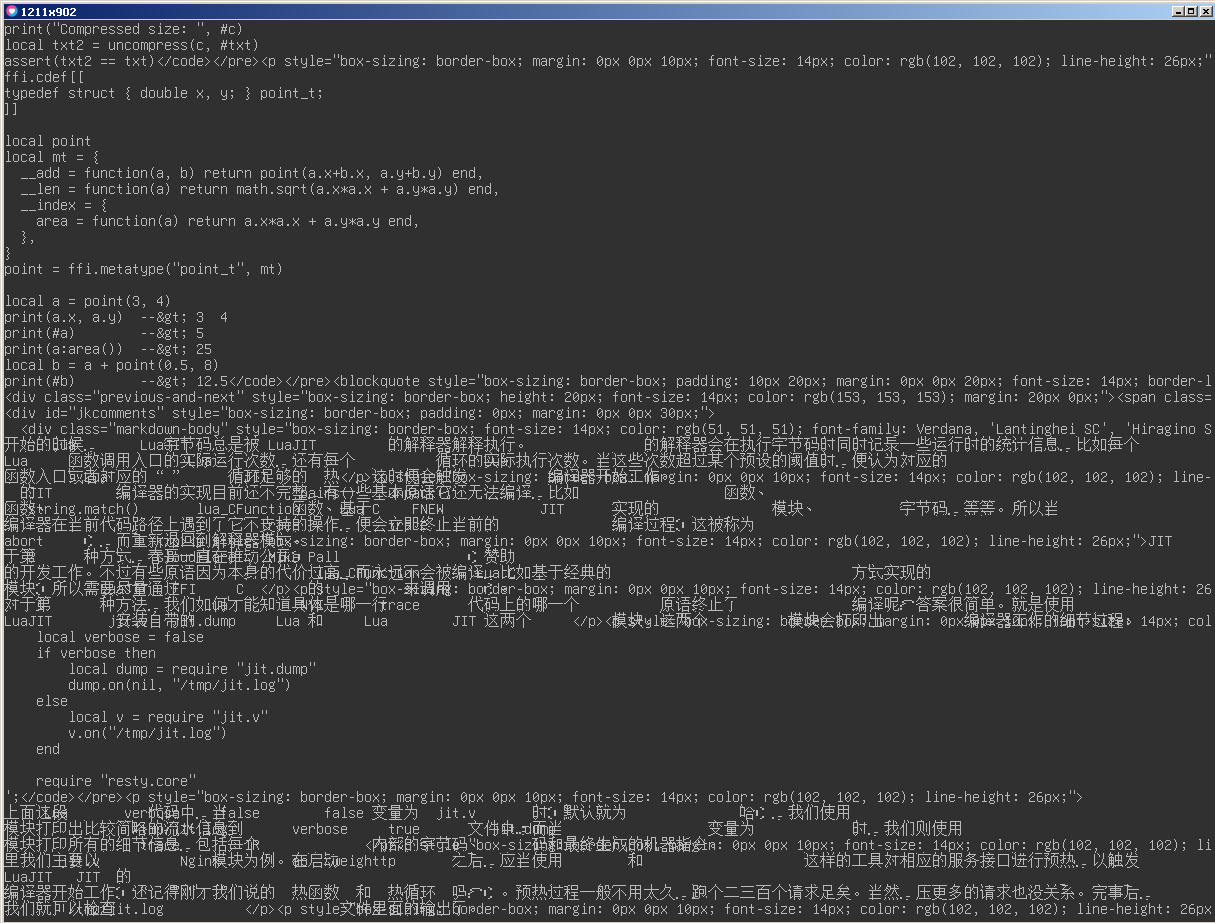 1211x902
print("Compressed size: ", #c)
local txt2 = uncompress(c, #txt)
assert(txt2 == txt)</code></pre><p style="box-sizing: border-box; margin: 0px 0px 10px; font-size: 14px; color: rgb(102, 102, 102); line-height: 26px;"
ffi.cdef[[
typedef struct { double x, y; } point_t;
]]
local point
local mt = {
  __add = function(a, b) return point(a.x+b.x, a.y+b.y) end,
  __len = function(a) return math.sqrt(a.x*a.x + a.y*a.y) end,
  __index = {
    area = function(a) return a.x*a.x + a.y*a.y end,
  },
}
point = ffi.metatype("point_t", mt)
local a = point(3, 4)
print(a.x, a.y)  --&gt; 3  4
print(#a)        --&gt; 5
print(a:area())  --&gt; 25
local b = a + point(0.5, 8)
print(#b)        --&gt; 12.5</code></pre><blockquote style="box-sizing: border-box; padding: 10px 20px; margin: 0px 0px 20px; font-size: 14px; border-l
<div class="previous-and-next" style="box-sizing: border-box; height: 20px; font-size: 14px; color: rgb(153, 153, 153); margin: 20px 0px;"><span class=
<div id="jkcomments" style="box-sizing: border-box; padding: 0px; margin: 0px 0px 30px;">
  <div class="markdown-body" style="box-sizing: border-box; font-size: 14px; color: rgb(51, 51, 51); font-family: Verdana, 'Lantinghei SC', 'Hiragino S
开始的时候 Lua 字节码总是被 LuaJIT 的解释器解释执行。 的解释器会在执行字节码时同时记录一些运行时的统计信息 比如每个
Lua 函数调用入口的实际运行次数 还有每个 循环的实际执行次数。当这些次数超过某个预设的阈值时 便认为对应的
函数入口或 对应的 循环足够的 热</p> 这时便会触发 编译器开始工作 margin: 0px 0px 10px; font-size: 14px; color: rgb(102, 102, 102); line-
的JIT 编译器的实现目前还不完整 有一些基本原语它还无法编译 比如 函数、
函数 string.match() lua_CFunction 函数、基于 C FNEW JIT 实现的 模块、 字节码 等等。所以当
编译器在当前代码路径上遇到了它不支持的操作 便会立即终止当前的 编译过程 这被称为
abort 而重新返回到解释器模 sizing: border-box; margin: 0px 0px 10px; font-size: 14px; color: rgb(102, 102, 102); line-height: 26px;">JIT
于第 种方式 春哥一直在推动 Pall 赞助
的开发工作。不过有些原语因为本身的代价过高 而永远不会被编译 比如基于经典的 方式实现的
模块 所以需要尽量通过 FFI C </p> 的 来调用 border-box; margin: 0px 0px 10px; font-size: 14px; color: rgb(102, 102, 102); line-height: 26px
对于第 种方法 我们如何才能知道具体是哪一行 trace 代码上的哪一个 原语终止了 编译呢 答案很简单。就是使用
LuaJIT 安装自带的 .dump Lua 和 Lua JIT 这两个 </p> 模块 这两个 模块会打印出 编译器工作的细节过程 14px; col
    local verbose = false
    if verbose then
        local dump = require "jit.dump"
        dump.on(nil, "/tmp/jit.log")
    else
        local v = require "jit.v"
        v.on("/tmp/jit.log")
    end
    require "resty.core"
';</code></pre><p style="box-sizing: border-box; margin: 0px 0px 10px; font-size: 14px; color: rgb(102, 102, 102); line-height: 26px;">
上面这段 代码中 当 false 变量为 jit.v 时 默认就为 哈 我们使用
模块打印出比较简略的流水信息到 verbose true 文件中 而当 变量为 时 我们则使用
模块打印所有的细节信息 包括每个 内部的字节码 码和最终生成的机器指令 0px 0px 10px; font-size: 14px; color: rgb(102, 102, 102); li
里我们主要以 Ngin 模块为例。在启动 weighttp 之后 应当使用 和 这样的工具对相应的服务接口进行预热 以触发
LuaJIT JIT 的
编译器开始工作 还记得刚才我们说的 热函数 和 热循环 吗 。预热过程一般不用太久 跑个二三百个请求足矣。当然 压更多的请求也没关系。完事后
我们就可以检查 jit.log </p><p style 文件里面的输出了 border-box; margin: 0px 0px 10px; font-size: 14px; color: rgb(102, 102, 102); line-height: 26px